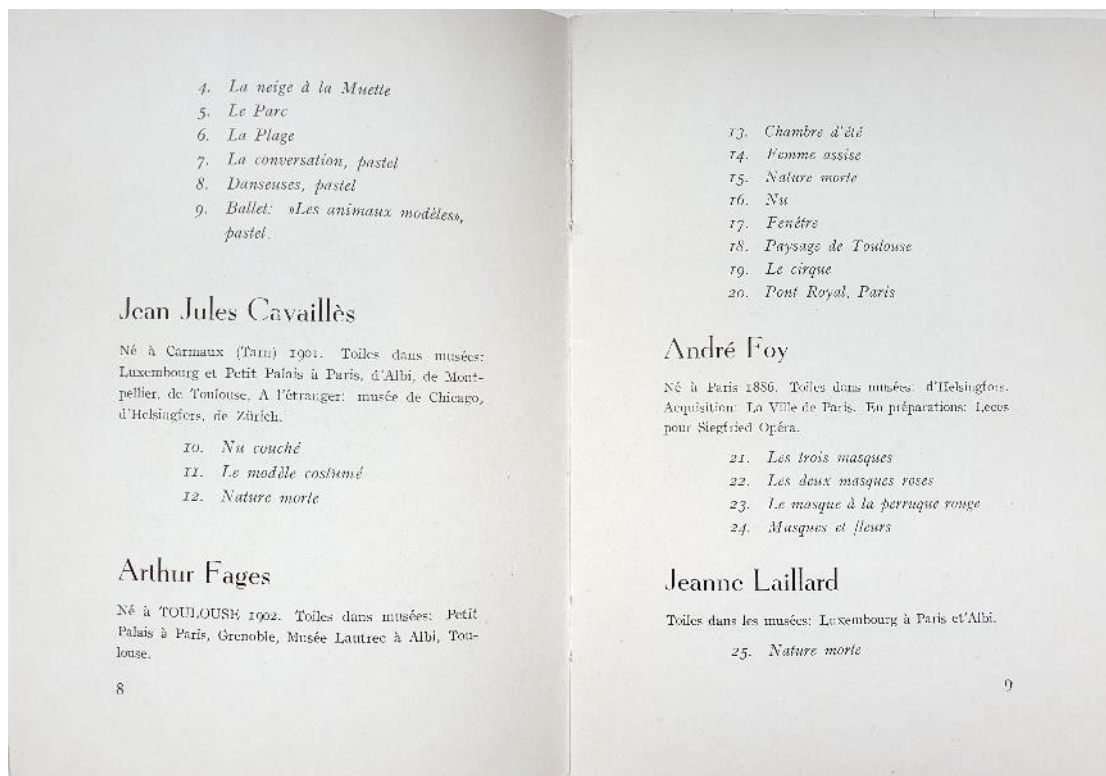 4. La neige à la Muette
5. Le Parc
6. La Plage
7. La conversation, pastel
8. Danseuses, pastel
9. Ballet: »Les animaux modèles»,
pastel.
Jean Jules Cavaillès
Né à Carmaux (Tarn) 1901. Toiles dans musées:
Luxembourg et Petit Palais à Paris, d'Albi, de Mont-
pellier, de Toulouse, A l'étranger: musée de Chicago,
d'Helsingfors, de Zürich.
10. Nu couché
11. Le modèle costumé
12. Nature morte
Arthur Fages
Né à TOULOUSE 1902. Toiles dans musées: Petit
Palais à Paris, Grenoble, Musée Lautrec à Albi, Tou-
louse.
8
13. Chambre d'été
14. Femme assise
15. Nature morte
16. Nu
17. Fenêtre
18. Paysage de Toulouse
19. Le cirque
20. Pont Royal, Paris
André Foy
Né à Paris 1886. Toiles dans musées: d'Helsingfors.
Acquisition: La Ville de Paris. En préparations: Lecos
pour Siegfried Opéra.
21. Les trois masques
22. Les deux masques roses
23. Le masque à la perruque rouge
24. Masques et fleurs
Jeanne Laillard
Toiles dans les musées: Luxembourg à Paris et'Albi.
25. Nature morte
9